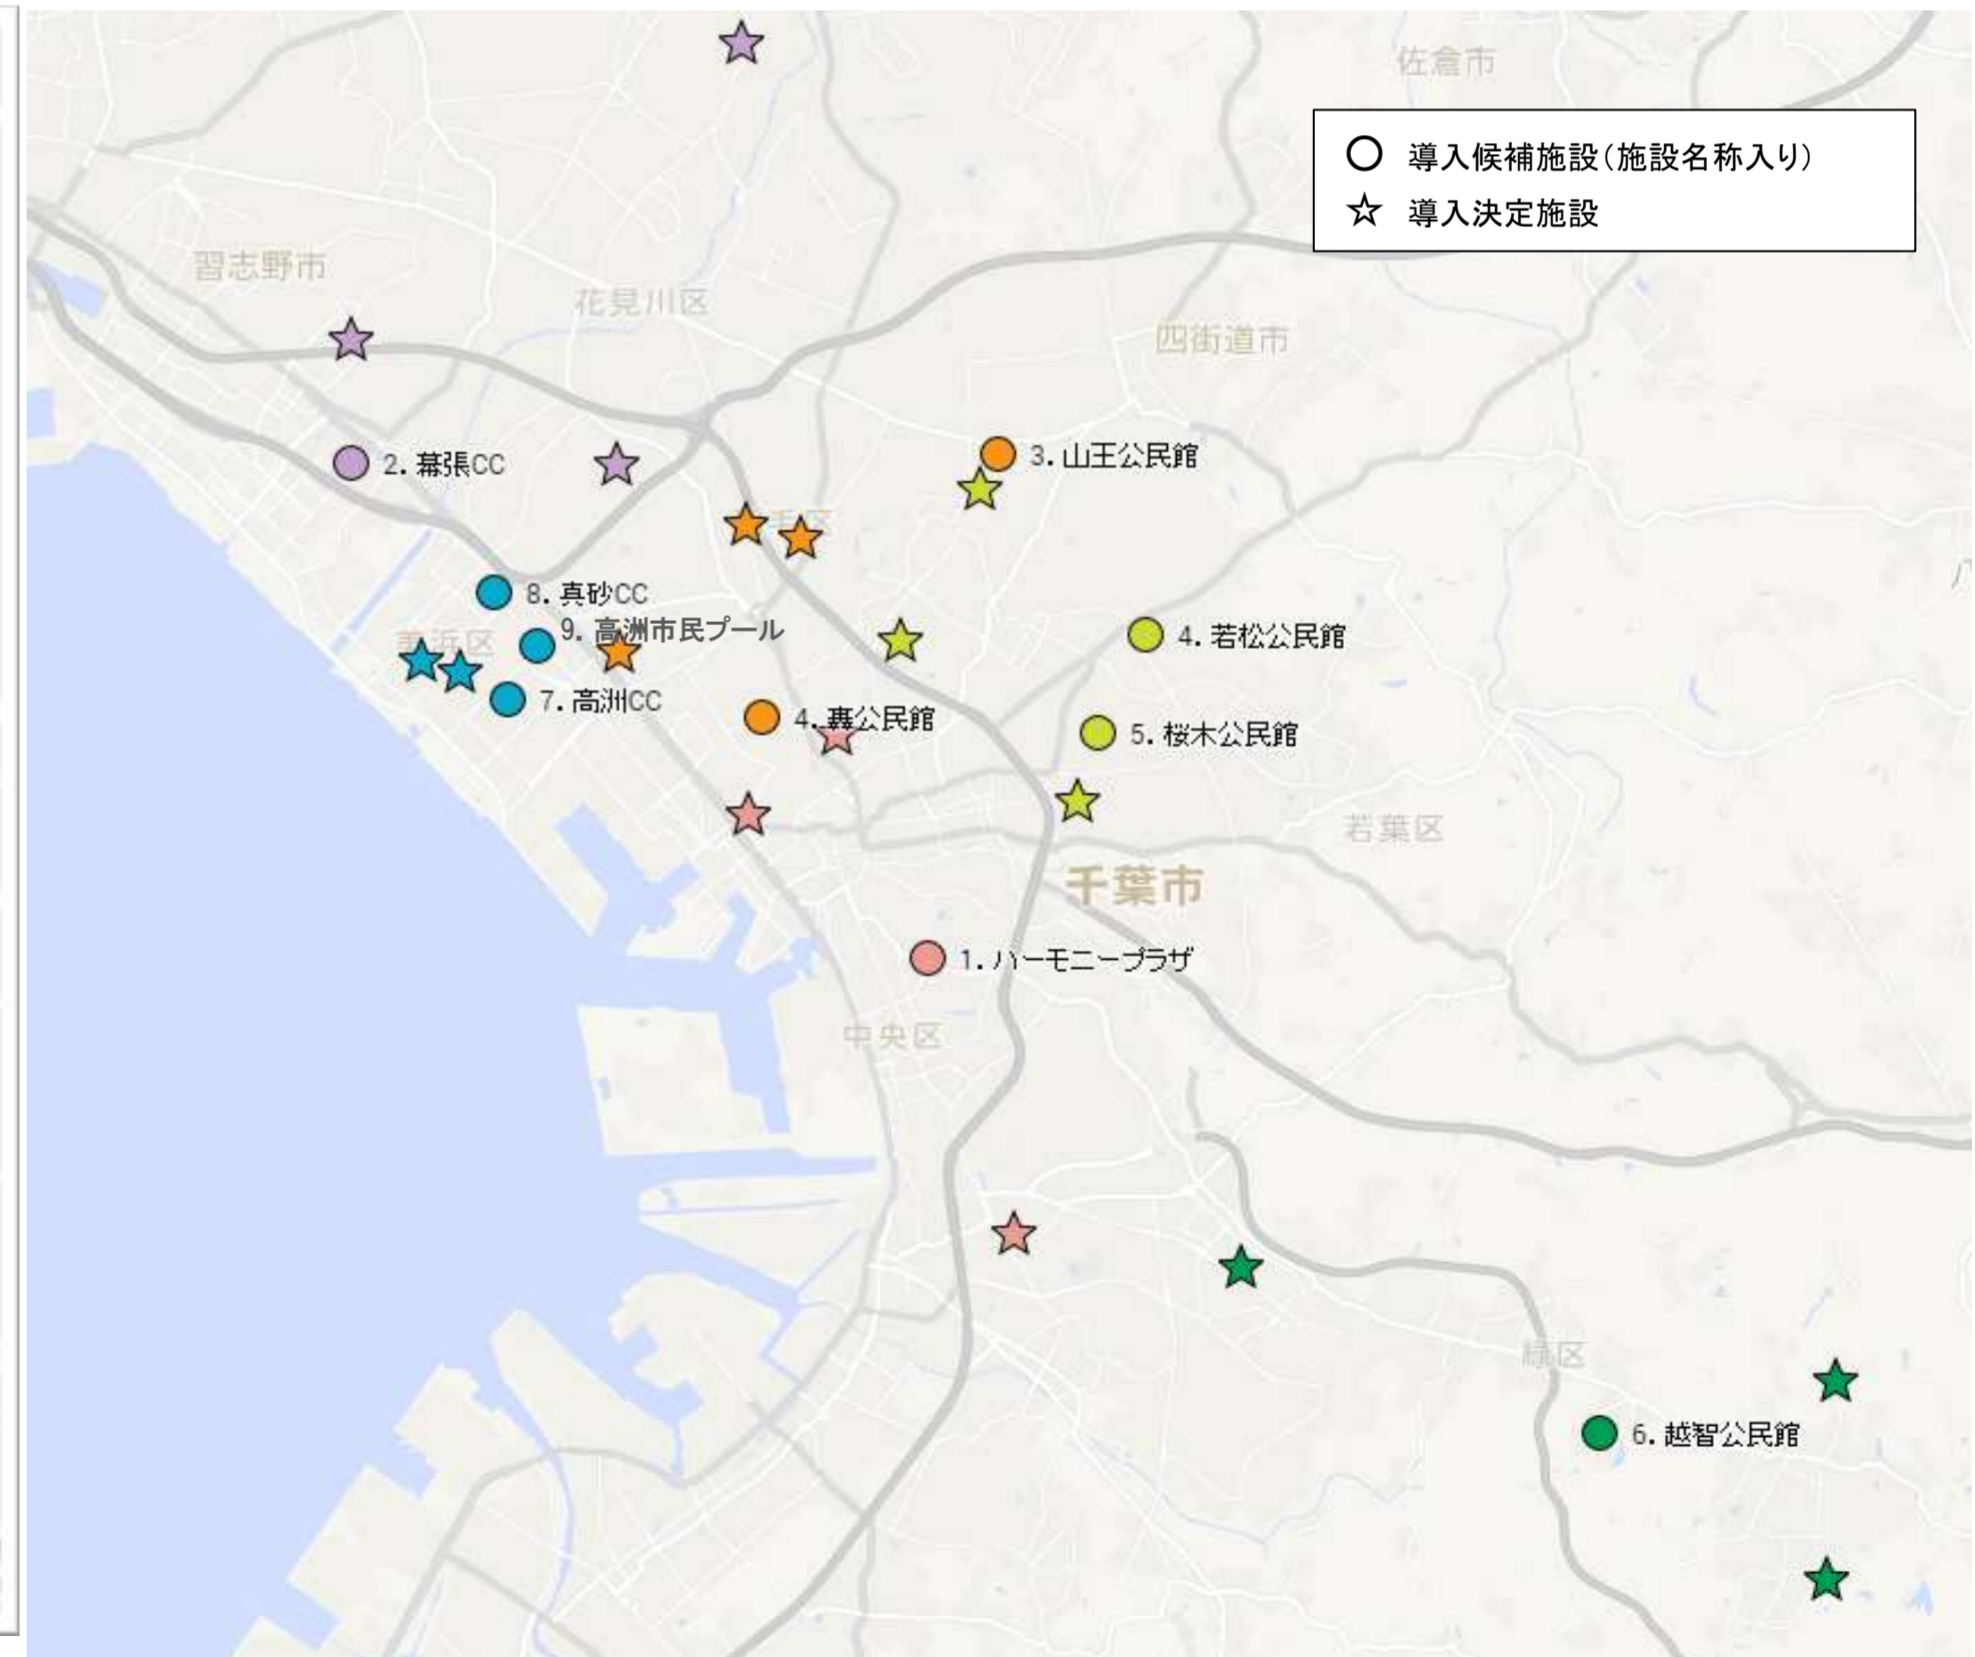 佐倉市
○ 導入候補施設(施設名称入り)
☆ 導入決定施設
習志野市
花見川区
四街道市
2. 幕張CC
3. 山王公民館
8. 真砂CC
9. 高洲市民プール
美浜区
4. 若松公民館
7. 高洲CC
4. 轟公民館
5. 桜木公民館
若葉区
千葉市
1. ハーモニープラザ
中央区
緑区
6. 越智公民館